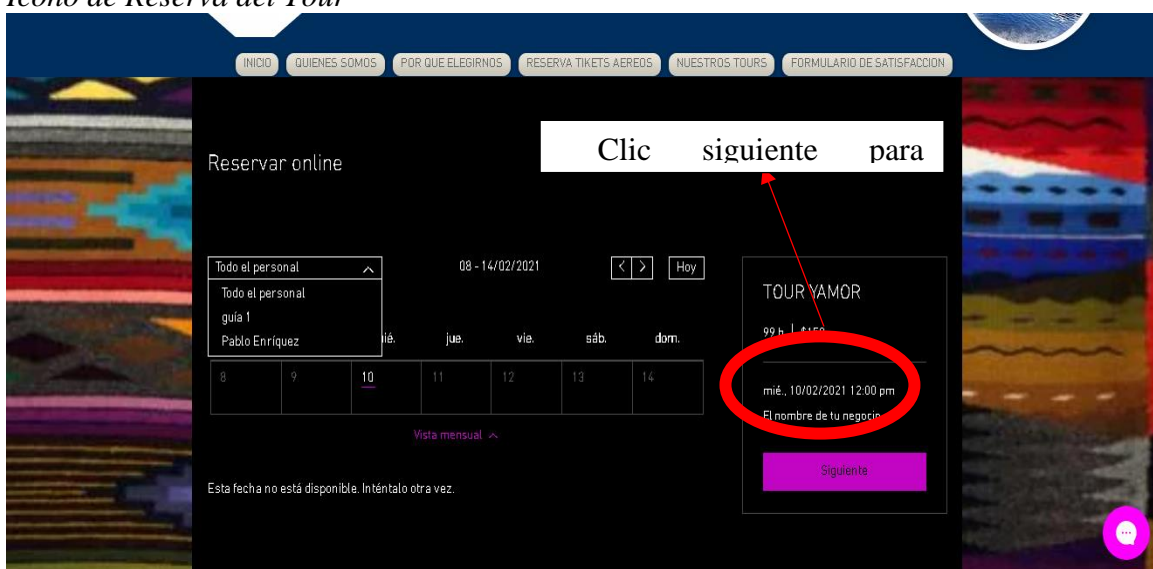 Icono de Reserva del Tour
INICIO QUIENES SOMOS POR QUE ELEGIRNOS RESERVA TIKETS AEREOS NUESTROS TOURS FORMULARIO DE SATISFACCION
Clic siguiente para
Reservar online
Todo el personal 08 - 14/02/2021 < > Hoy
Todo el personal
guía 1
Pablo Enríquez
ié. jue. vie. sáb. dom.
8 9 10 11 12 13 14
Vista mensual
Esta fecha no está disponible. Inténtalo otra vez.
TOUR YAMOR
99 h | $150
mié., 10/02/2021 12:00 pm
El nombre de tu negocio
Siguiente